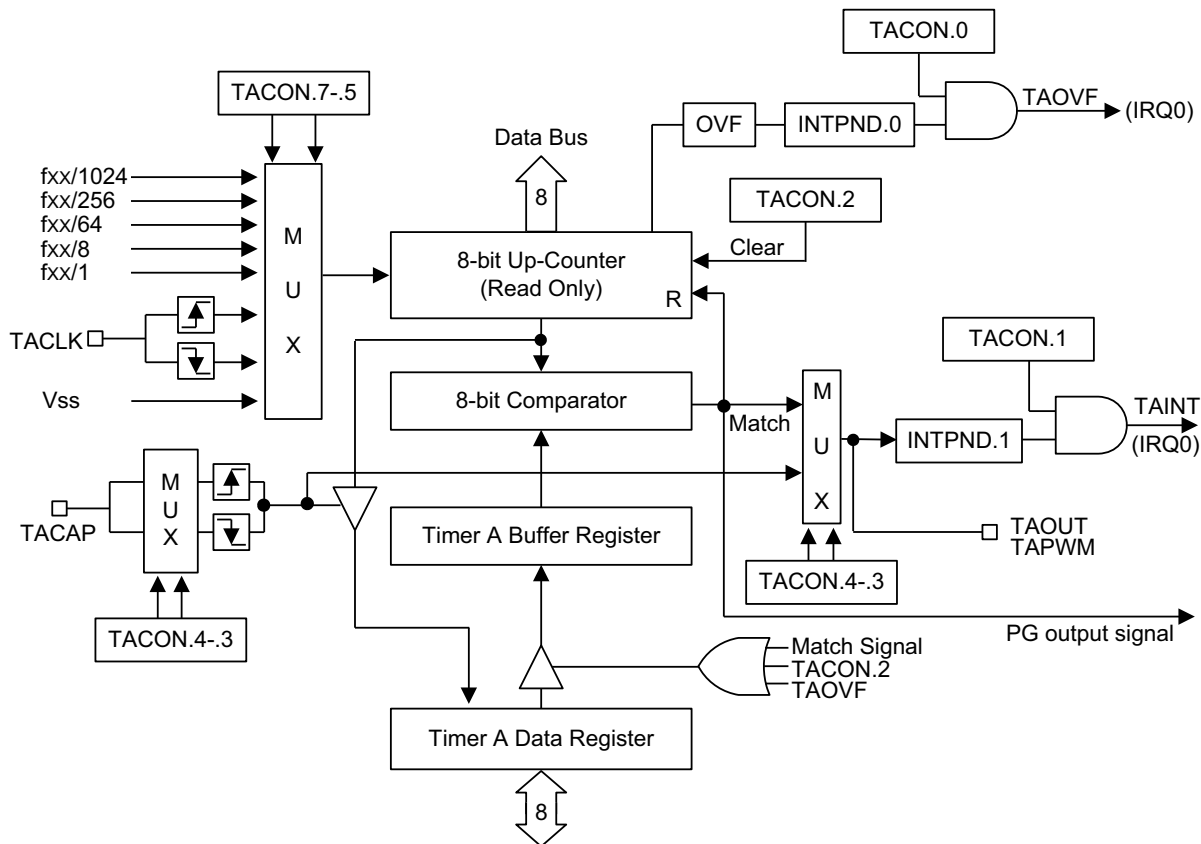 TACON.0
TACON.7-.5
TAOVF
(IRQ0)
OVF
INTPND.0
Data Bus
8
fxx/1024
fxx/256
fxx/64
fxx/8
fxx/1
M
U
X
TACON.2
Clear
8-bit Up-Counter
(Read Only)
R
TACLK
Vss
TACON.1
8-bit Comparator
Match
M
U
X
INTPND.1
TAINT
(IRQ0)
M
U
X
TACAP
TACON.4-.3
Timer A Buffer Register
TAOUT
TAPWM
TACON.4-.3
PG output signal
Match Signal
TACON.2
TAOVF
Timer A Data Register
8